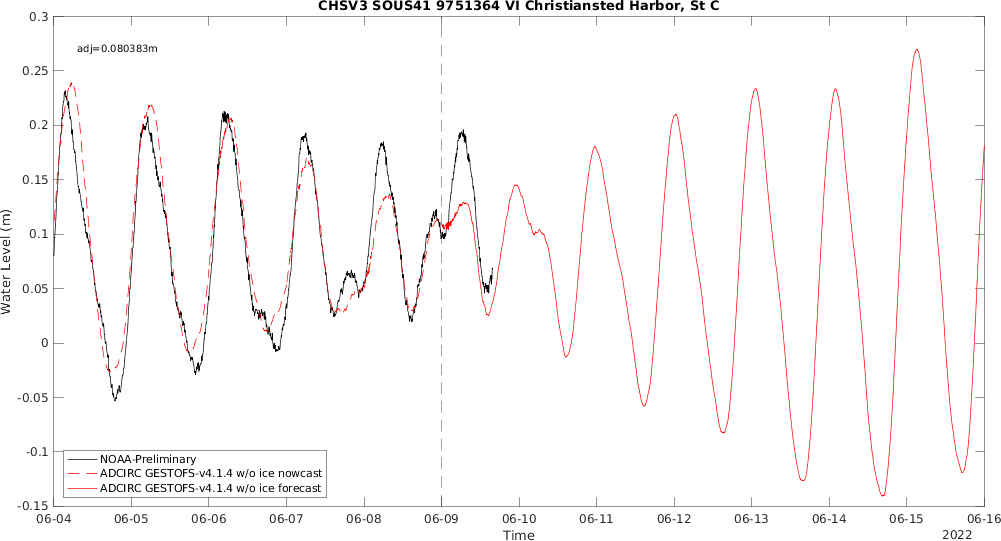 CHSV3 SOUS41 9751364 VI Christiansted Harbor, St C
0.3
adj=0.080383m
0.25
0.2
0.15
0.1
0.05
0
-0.05
-0.1
-0.15
Water Level (m)
NOAA-Preliminary
ADCIRC GESTOFS-v4.1.4 w/o ice nowcast
ADCIRC GESTOFS-v4.1.4 w/o ice forecast
06-04 06-05 06-06 06-07 06-08 06-09 06-10 06-11 06-12 06-13 06-14 06-15 06-16
Time
2022